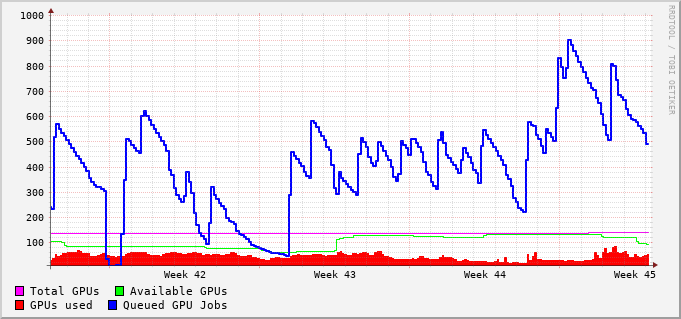 1000
900
800
700
600
500
400
300
200
100
Week 42 Week 43 Week 44 Week 45
Total GPUs Available GPUs
GPUs used Queued GPU Jobs
RRDTOOL / TOBI OETIKER